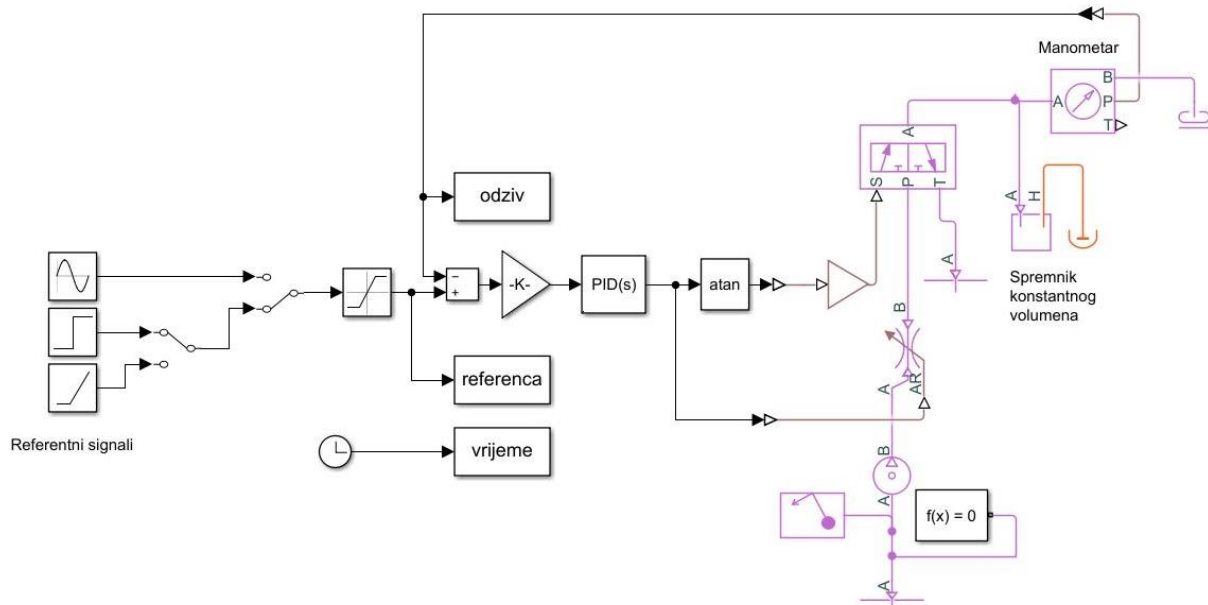 Manometar
B
A
P
T
A
odziv
S
P
T
A
H
A
Spremnik
konstantnog
volumena
−
+
-K-
PID(s)
atan
B
referenca
A
AR
Referentni signali
vrijeme
B
A
f(x) = 0
A